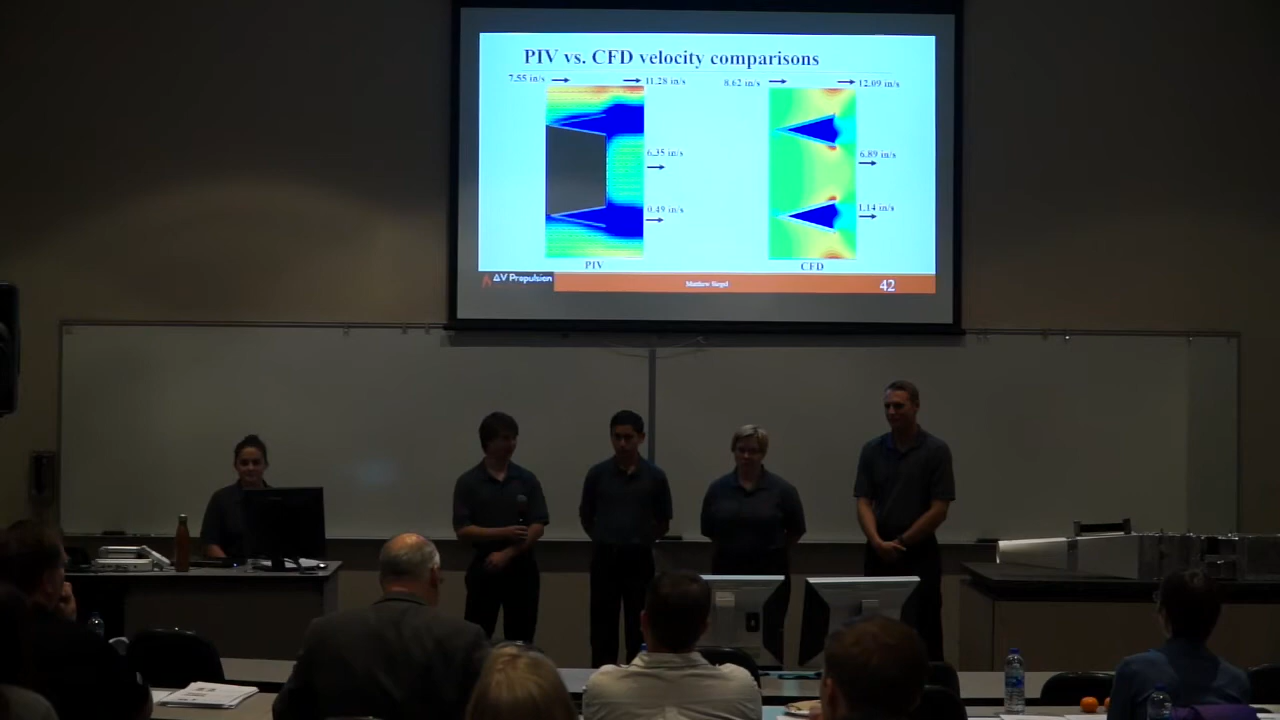 PIV vs. CFD velocity comparisons
7.55 in/s
11.28 in/s
8.62 in/s
12.09 in/s
6.35 in/s
6.89 in/s
0.49 in/s
1.14 in/s
PIV
CFD
ΔV Propulsion
Matthew Siegel
42